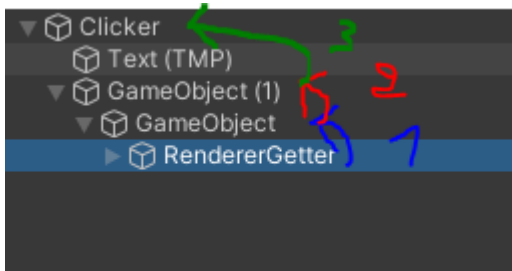 Clicker 3
Text (TMP)
GameObject (1) 2
GameObject
RendererGetter 1